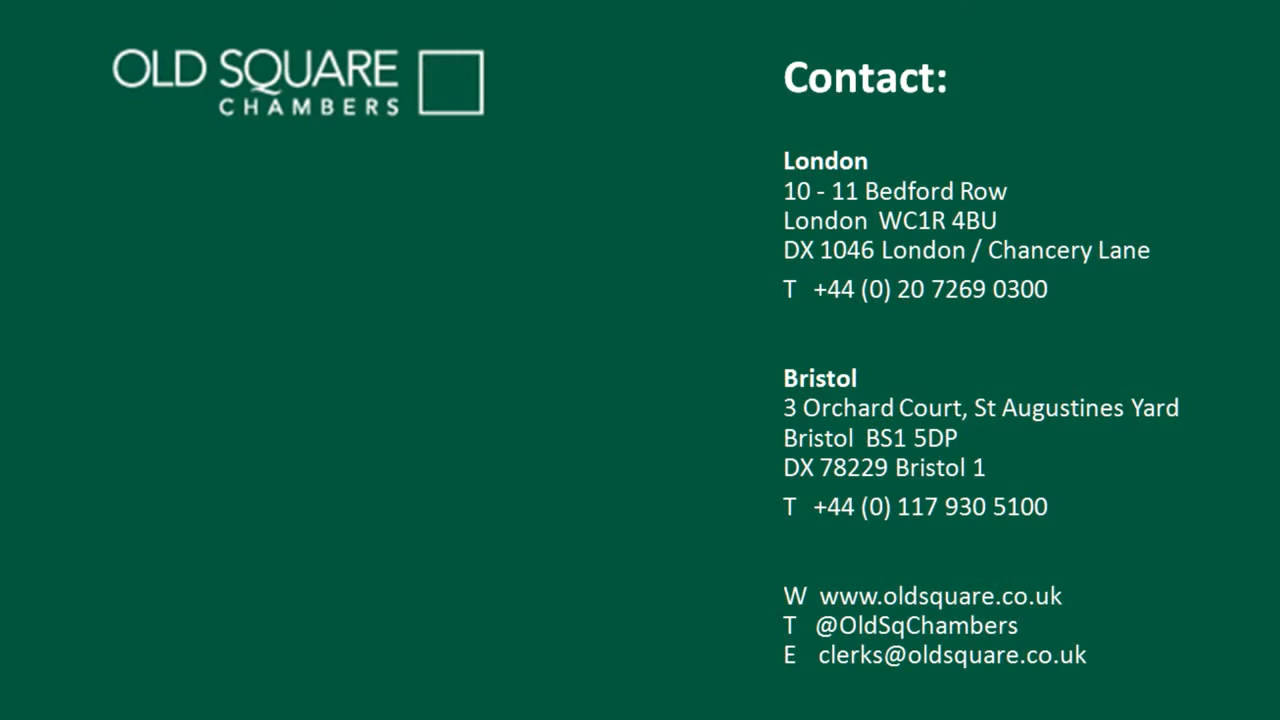 OLD SQUARE
CHAMBERS
Contact:
London
10 - 11 Bedford Row
London  WC1R 4BU
DX 1046 London / Chancery Lane
T   +44 (0) 20 7269 0300
Bristol
3 Orchard Court, St Augustines Yard
Bristol  BS1 5DP
DX 78229 Bristol 1
T   +44 (0) 117 930 5100
W  www.oldsquare.co.uk
T   @OldSqChambers
E   clerks@oldsquare.co.uk